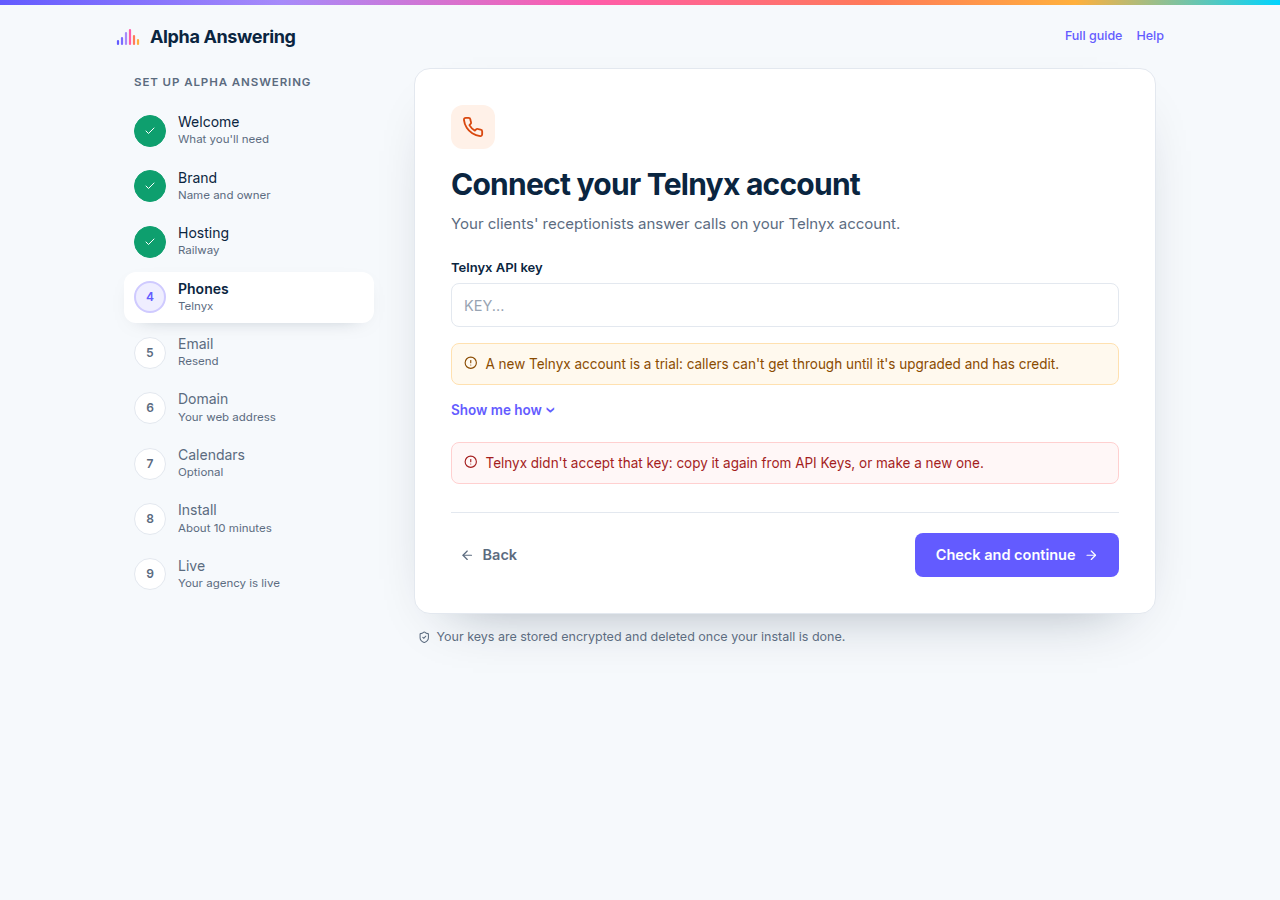 Alpha Answering
Full guide
Help
SET UP ALPHA ANSWERING
Welcome
What you'll need
Brand
Name and owner
Hosting
Railway
4
Phones
Telnyx
5
Email
Resend
6
Domain
Your web address
7
Calendars
Optional
8
Install
About 10 minutes
9
Live
Your agency is live
Connect your Telnyx account
Your clients' receptionists answer calls on your Telnyx account.
Telnyx API key
KEY...
A new Telnyx account is a trial: callers can't get through until it's upgraded and has credit.
Show me how
Telnyx didn't accept that key: copy it again from API Keys, or make a new one.
Back
Check and continue
Your keys are stored encrypted and deleted once your install is done.